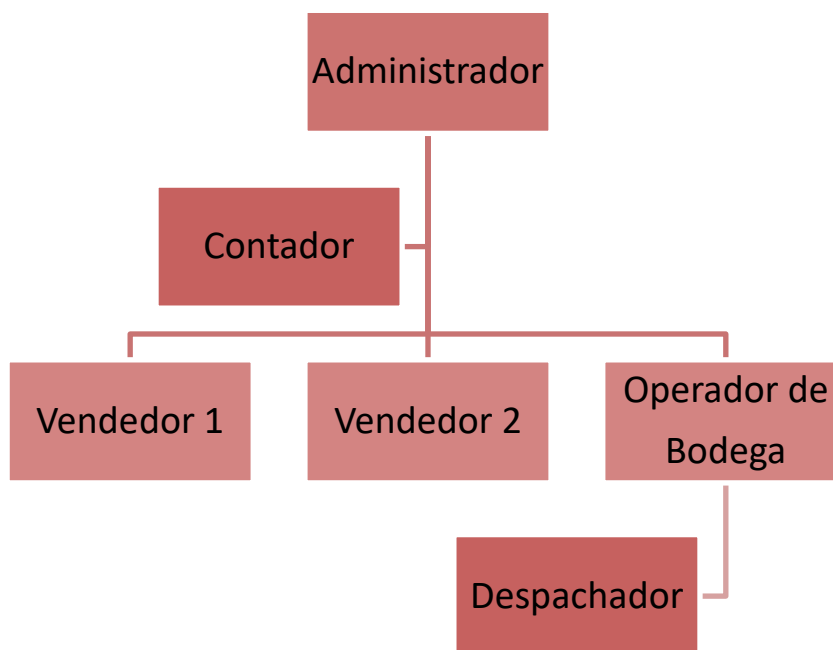 Administrador
Contador
Vendedor 1
Vendedor 2
Operador de
Bodega
Despachador